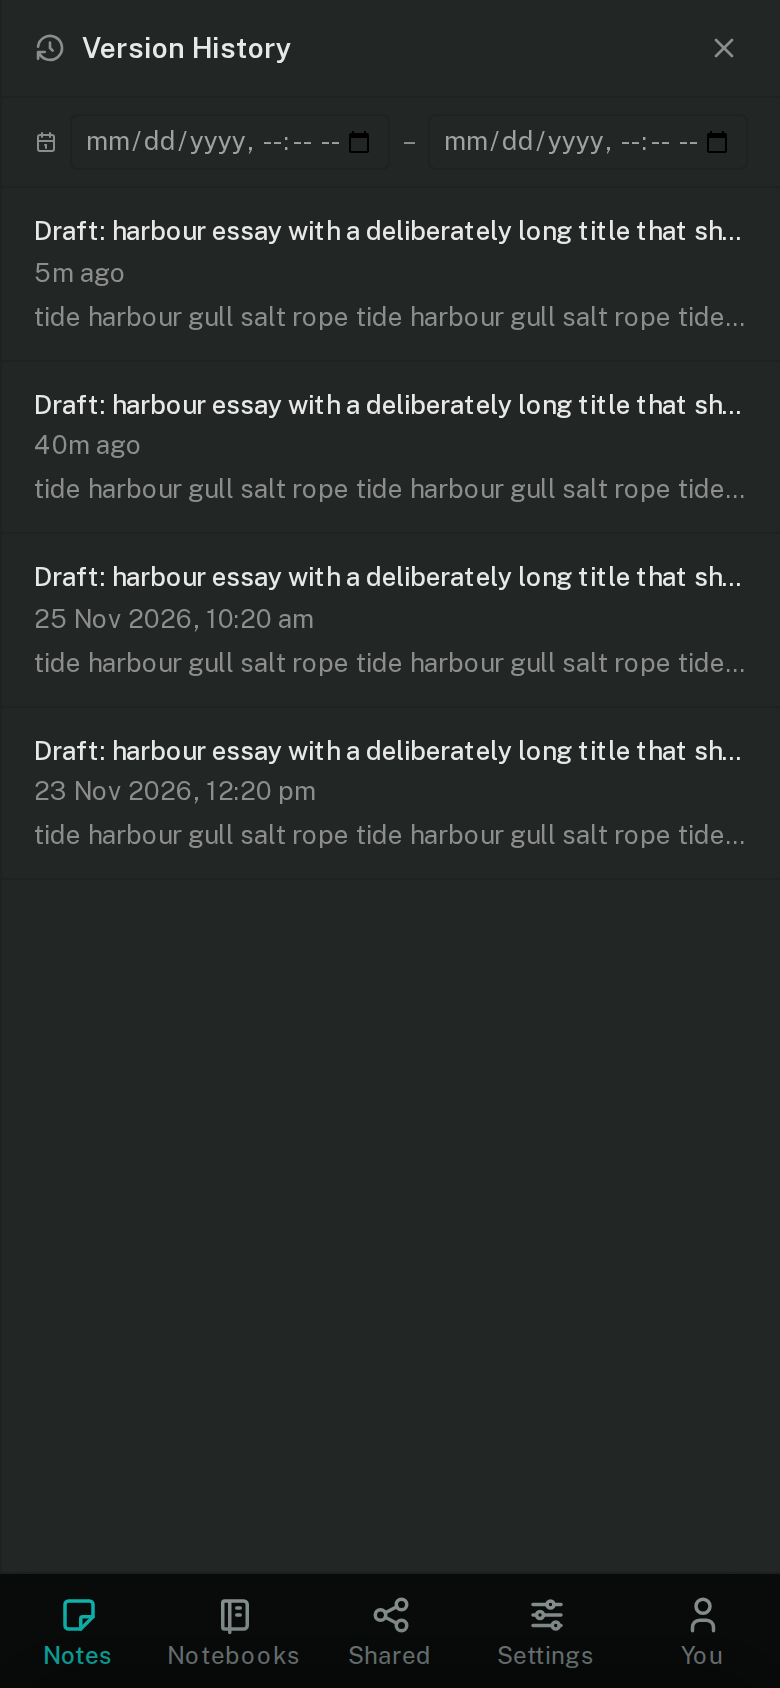 Version History
mm/dd/yyyy, --:-- -- – mm/dd/yyyy, --:-- --
Draft: harbour essay with a deliberately long title that sh...
5m ago
tide harbour gull salt rope tide harbour gull salt rope tide...
Draft: harbour essay with a deliberately long title that sh...
40m ago
tide harbour gull salt rope tide harbour gull salt rope tide...
Draft: harbour essay with a deliberately long title that sh...
25 Nov 2026, 10:20 am
tide harbour gull salt rope tide harbour gull salt rope tide...
Draft: harbour essay with a deliberately long title that sh...
23 Nov 2026, 12:20 pm
tide harbour gull salt rope tide harbour gull salt rope tide...
Notes Notebooks Shared Settings You